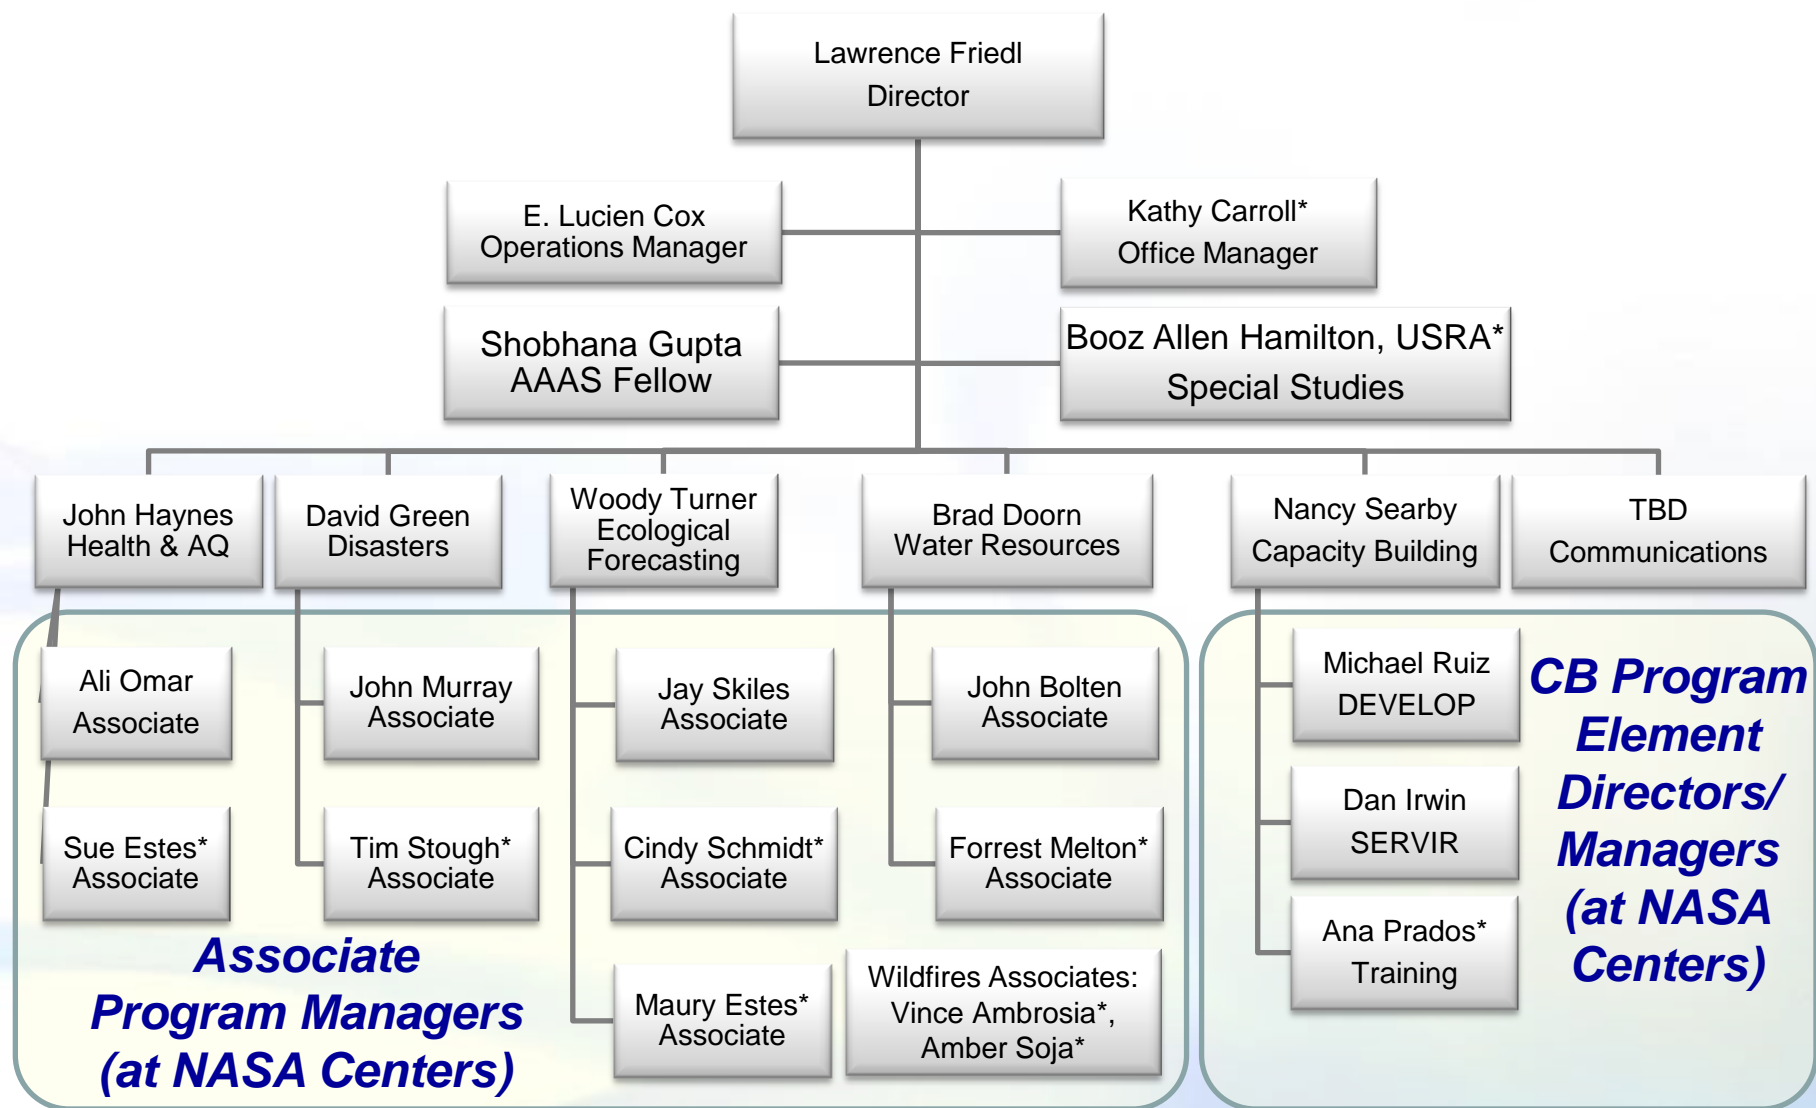 Lawrence Friedl
Director
E. Lucien Cox
Operations Manager
Kathy Carroll*
Office Manager
Shobhana Gupta
AAAS Fellow
Booz Allen Hamilton, USRA*
Special Studies
John Haynes
Health & AQ
David Green
Disasters
Woody Turner
Ecological
Forecasting
Brad Doorn
Water Resources
Nancy Searby
Capacity Building
TBD
Communications
Ali Omar
Associate
John Murray
Associate
Jay Skiles
Associate
John Bolten
Associate
Michael Ruiz
DEVELOP
Sue Estes*
Associate
Tim Stough*
Associate
Cindy Schmidt*
Associate
Forrest Melton*
Associate
Dan Irwin
SERVIR
Maury Estes*
Associate
Wildfires Associates:
Vince Ambrosia*,
Amber Soja*
Ana Prados*
Training
Associate
Program Managers
(at NASA Centers)
CB Program
Element
Directors/
Managers
(at NASA
Centers)